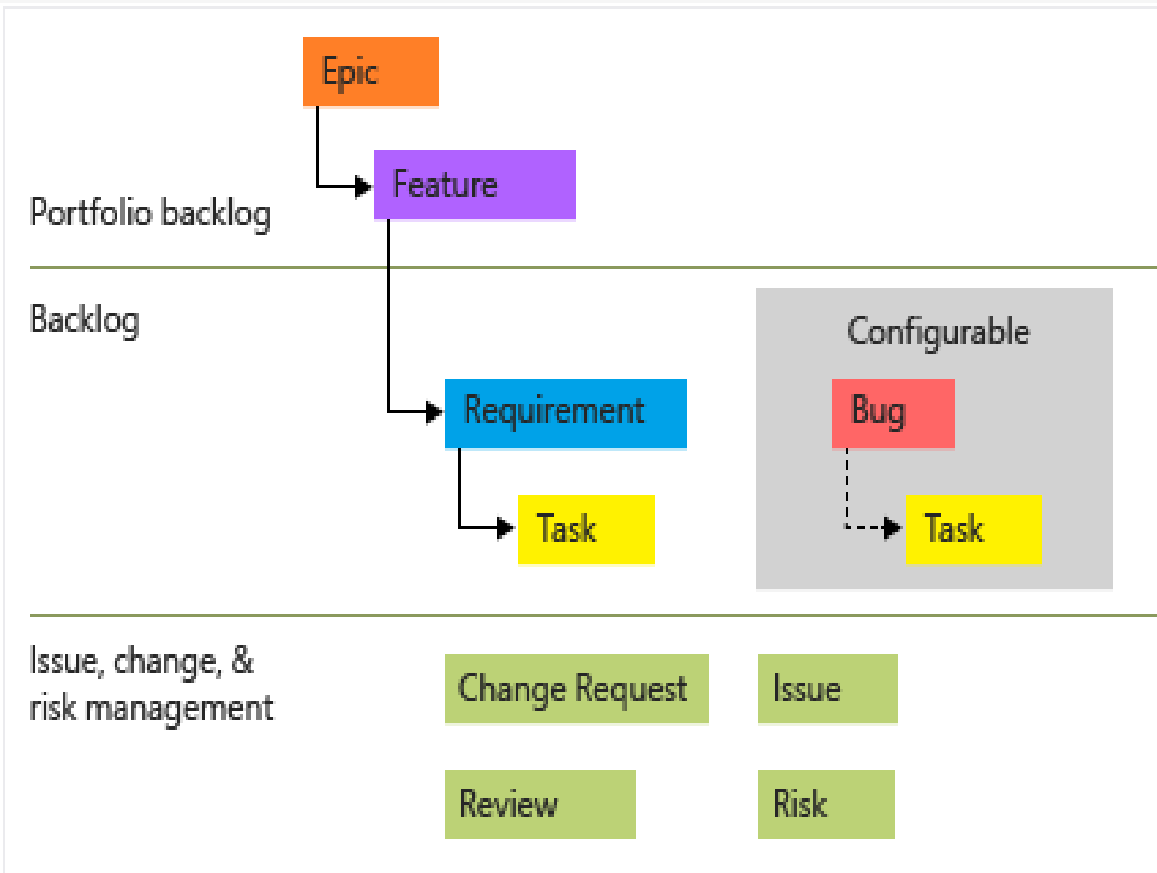 Epic
Feature
Portfolio backlog
Backlog
Configurable
Requirement
Bug
Task
Task
Issue, change, &
risk management
Change Request
Issue
Review
Risk